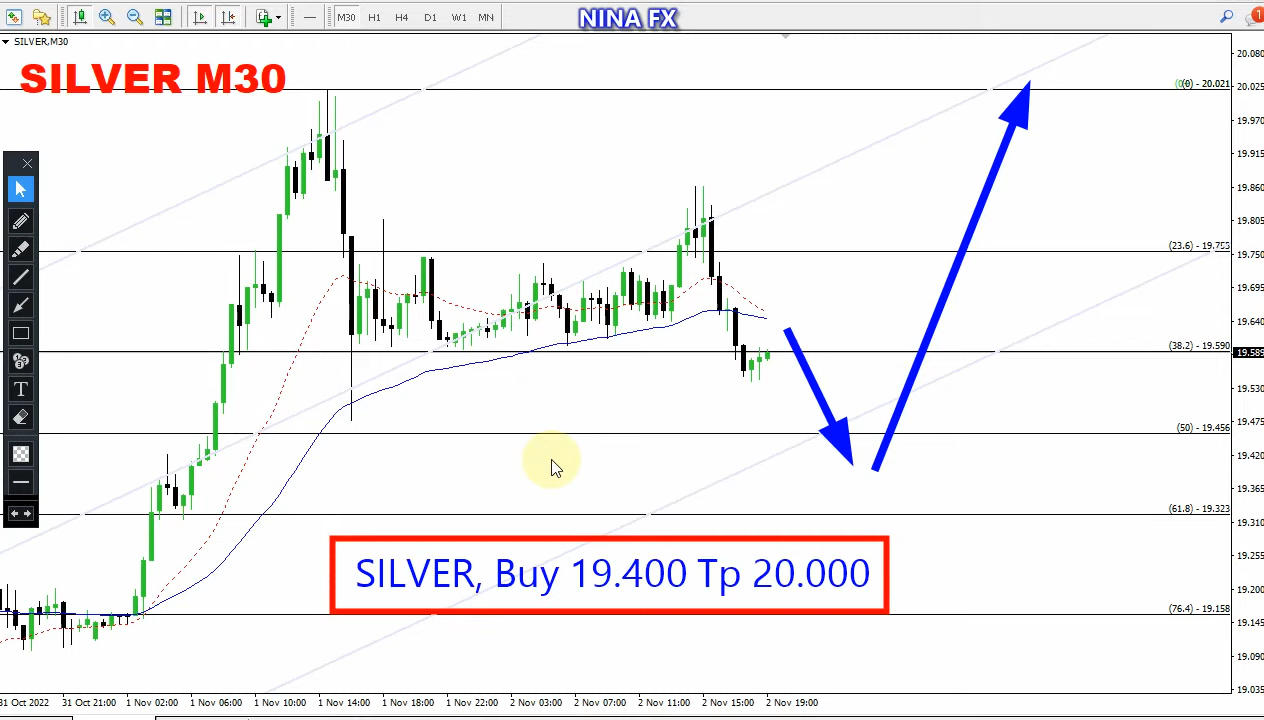 M30 H1 H4 D1 W1 MN
NINA FX
1
SILVER,M30
SILVER M30
20.080
(0) - 20.021
20.025
19.970
19.915
19.860
19.805
(23.6) - 19.755
19.750
19.695
19.640
(38.2) - 19.590
19.585
19.530
19.475
(50) - 19.456
19.420
19.365
(61.8) - 19.323
19.310
19.255
SILVER, Buy 19.400 Tp 20.000
19.200
(76.4) - 19.158
19.145
19.090
19.035
T
31 Oct 2022 31 Oct 21:00 1 Nov 02:00 1 Nov 06:00 1 Nov 10:00 1 Nov 14:00 1 Nov 18:00 1 Nov 22:00 2 Nov 03:00 2 Nov 07:00 2 Nov 11:00 2 Nov 15:00 2 Nov 19:00